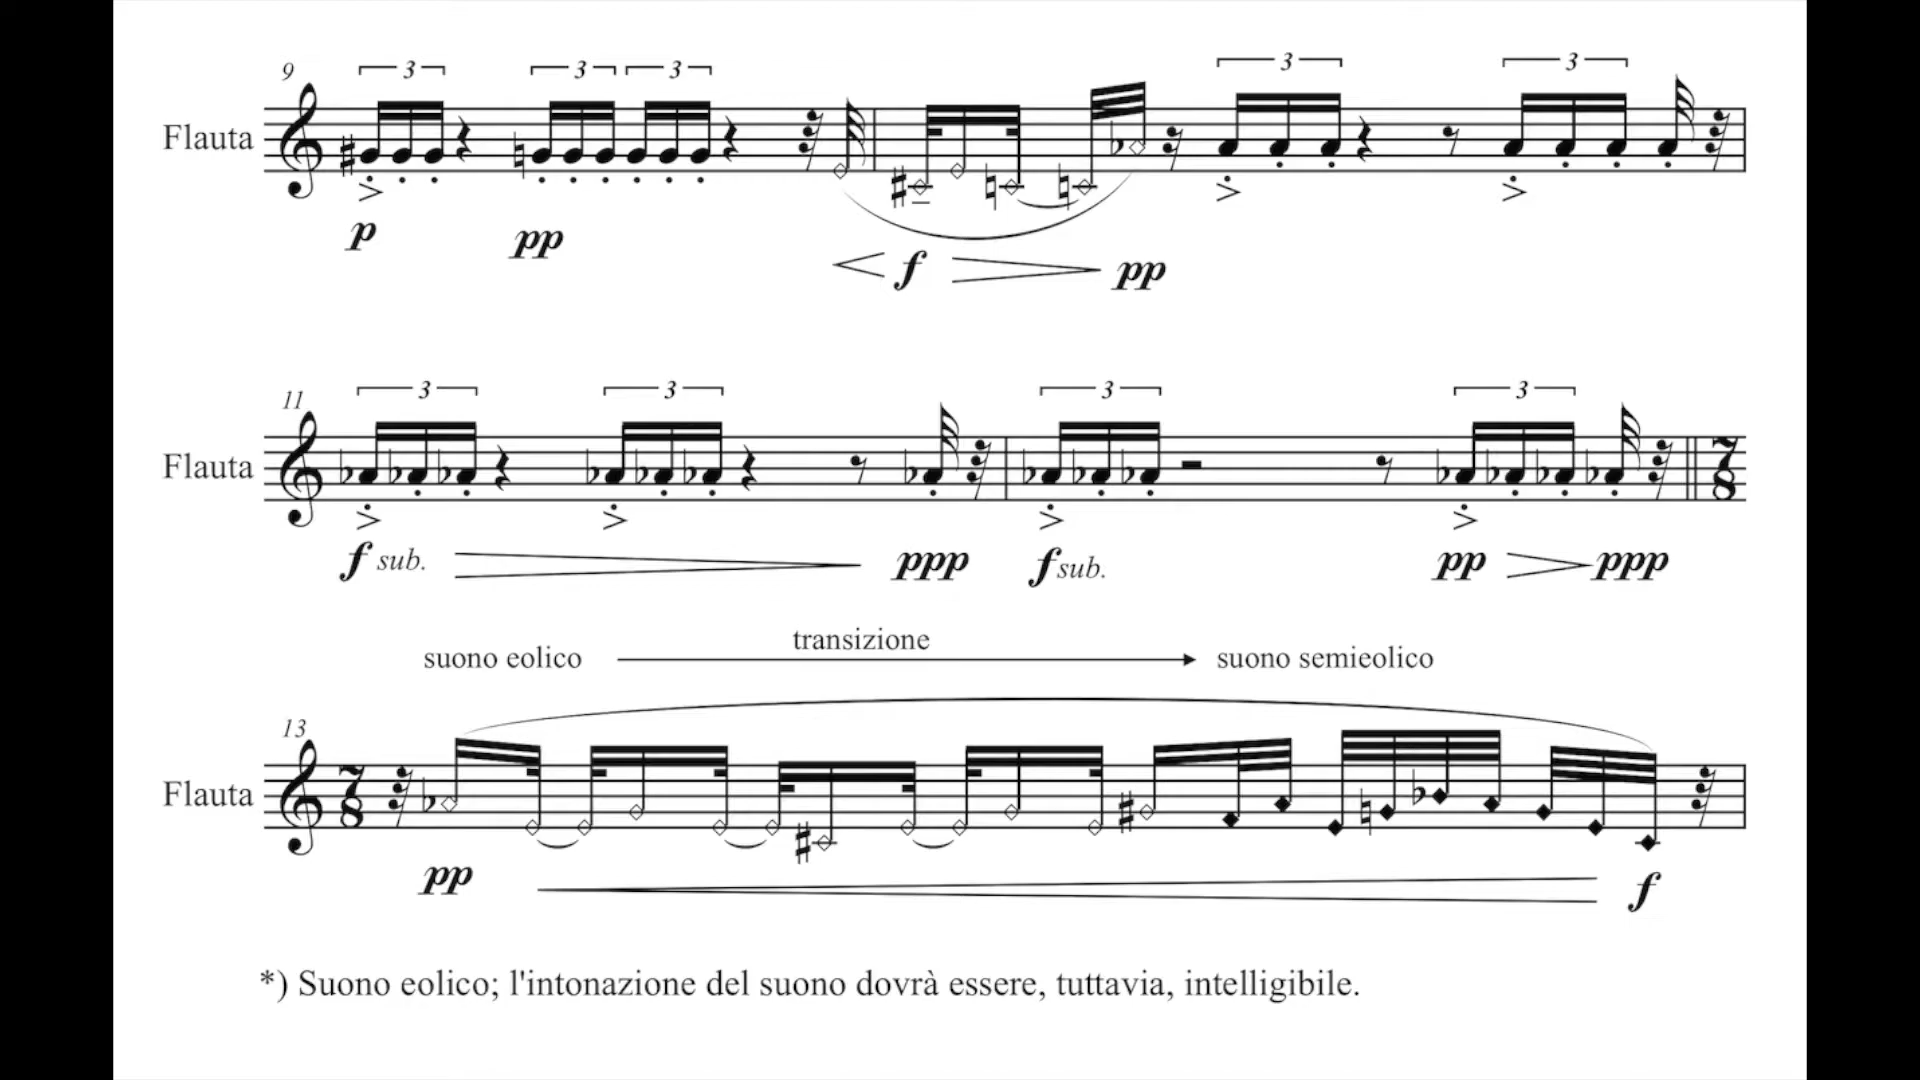 9 3 3 3 3 3
Flauta
p pp f pp
11 3 3 3 3
Flauta 7 8
f sub. ppp f sub. pp ppp
transizione
suono eolico suono semieolico
13
Flauta 7 8
pp f
*) Suono eolico; l'intonazione del suono dovrà essere, tuttavia, intelligibile.